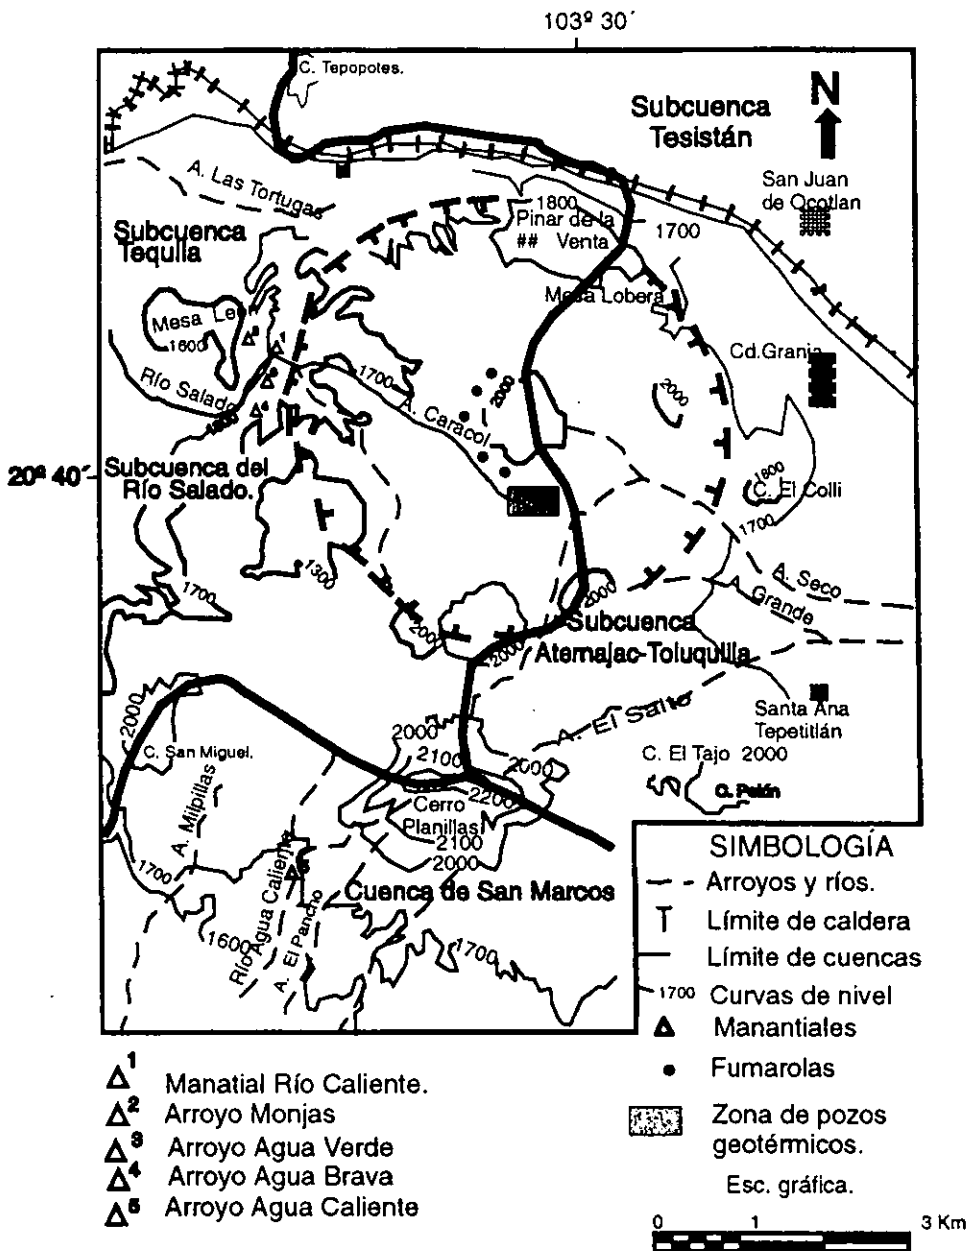 103º 30´
C. Tepopotes.
Subcuenca
Tesistán
N
A. Las Tortugas
San Juan
de Ocotlan
1800
Pinar de la
## Venta
1700
Subcuenca
Tequila
Mesa Lobera
Mesa Le
1600
2
1
Cd.Granja
Río Salado
1700
A. Caracol
2000
2000
4
20º 40´
Subcuenca del
Río Salado.
1800
C. El Colli
1700
1300
1700
A. Seco
A. Grande
2000
2000
Subcuenca
Atemajac-Toluquilla
2000
Santa Ana
Tepetitlán
A. El Salto
2000
C. San Miguel.
2000
2100
2000
C. El Tajo 2000
C. Pelón
2200
Cerro
Planillas
2100
2000
A. Milpillas
1700
5
Cuenca de San Marcos
Río Agua Caliente
A. El Pancho
1600
1700
SIMBOLOGÍA
Arroyos y ríos.
Límite de caldera
Límite de cuencas
1700 Curvas de nivel
Manantiales
Fumarolas
Zona de pozos
geotérmicos.
Esc. gráfica.
0 1 3 Km
1 Manatial Río Caliente.
2 Arroyo Monjas
3 Arroyo Agua Verde
4 Arroyo Agua Brava
5 Arroyo Agua Caliente